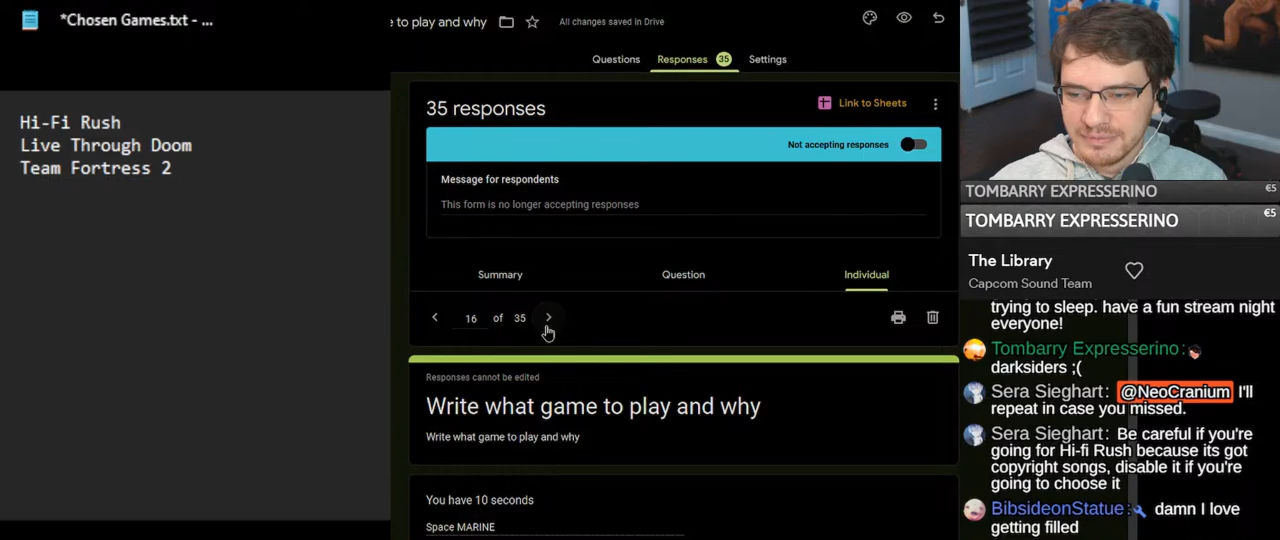 *Chosen Games.txt - ...
Hi-Fi Rush
Live Through Doom
Team Fortress 2
e to play and why
All changes saved in Drive
Questions
Responses 35
Settings
35 responses
Link to Sheets
Not accepting responses
Message for respondents
This form is no longer accepting responses
Summary
Question
Individual
16 of 35
Responses cannot be edited
Write what game to play and why
Write what game to play and why
You have 10 seconds
Space MARINE
TOMBARRY EXPRESSERINO €5
TOMBARRY EXPRESSERINO €5
The Library
Capcom Sound Team
trying to sleep. have a fun stream night
everyone!
Tombarry Expresserino:
darksiders ;(
Sera Sieghart: @NeoCranium I'll
repeat in case you missed.
Sera Sieghart: Be careful if you're
going for Hi-fi Rush because its got
copyright songs, disable it if you're
going to choose it
BibsideonStatue: damn I love
getting filled